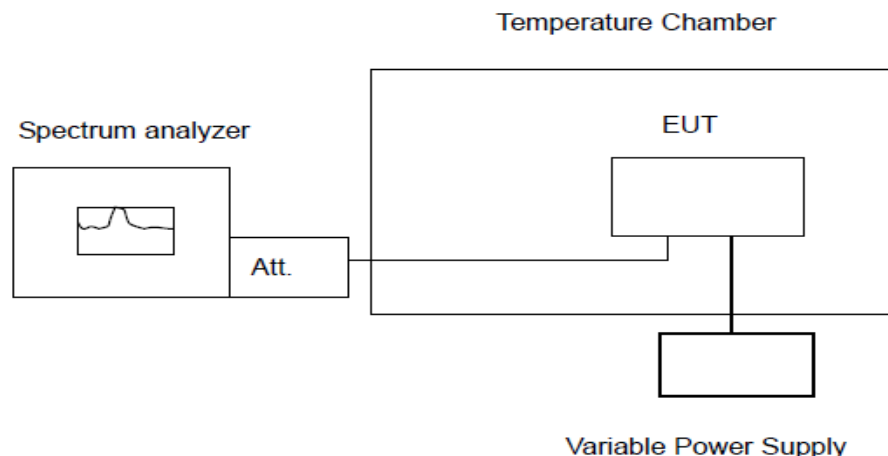 Temperature Chamber
Spectrum analyzer
EUT
Att.
Variable Power Supply